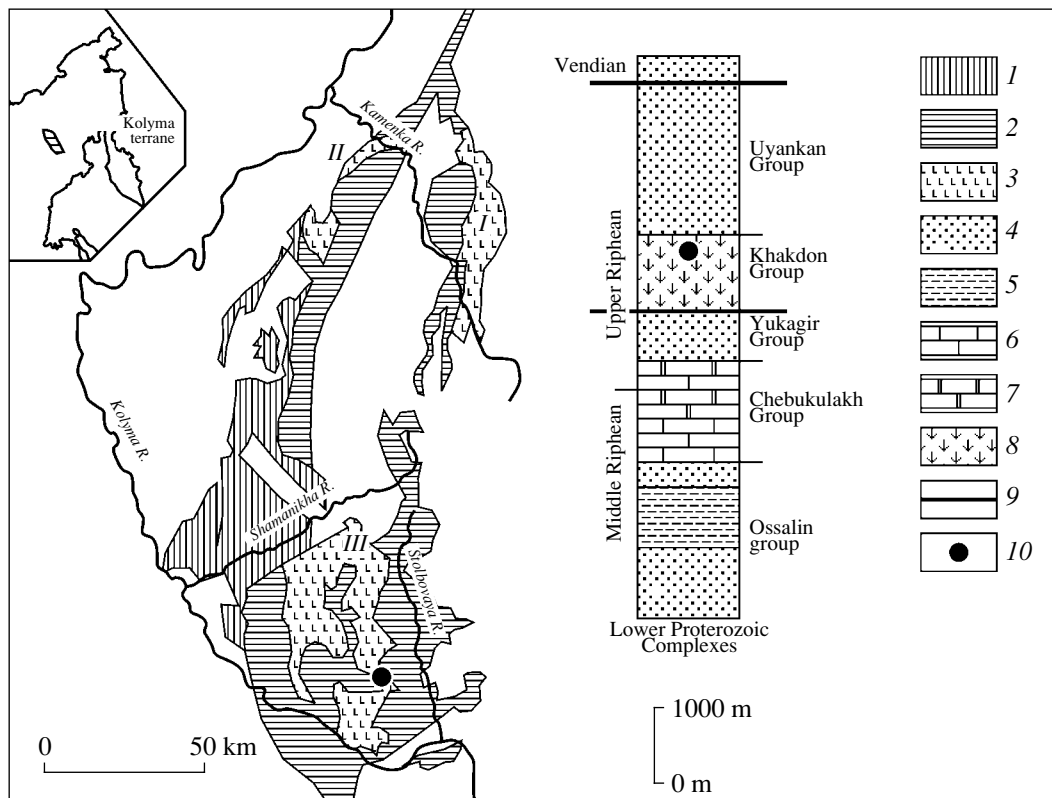 Kolyma
terrane
Kamenka R.
II
I
Kolyma R.
Shamanikha R.
III
Stolbovaya R.
0 50 km
Vendian
Upper Riphean
Middle Riphean
Uyankan
Group
Khakdon
Group
Yukagir
Group
Chebukulakh
Group
Ossalin
group
Lower Proterozoic
Complexes
1000 m
0 m
1
2
3
4
5
6
7
8
9
10